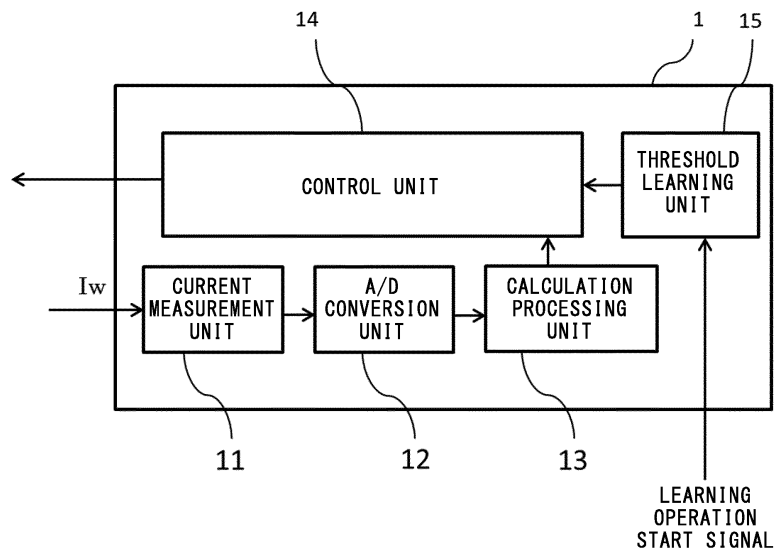 14
1
15
CONTROL UNIT
THRESHOLD
LEARNING
UNIT
Iw
CURRENT
MEASUREMENT
UNIT
A/D
CONVERSION
UNIT
CALCULATION
PROCESSING
UNIT
11
12
13
LEARNING
OPERATION
START SIGNAL